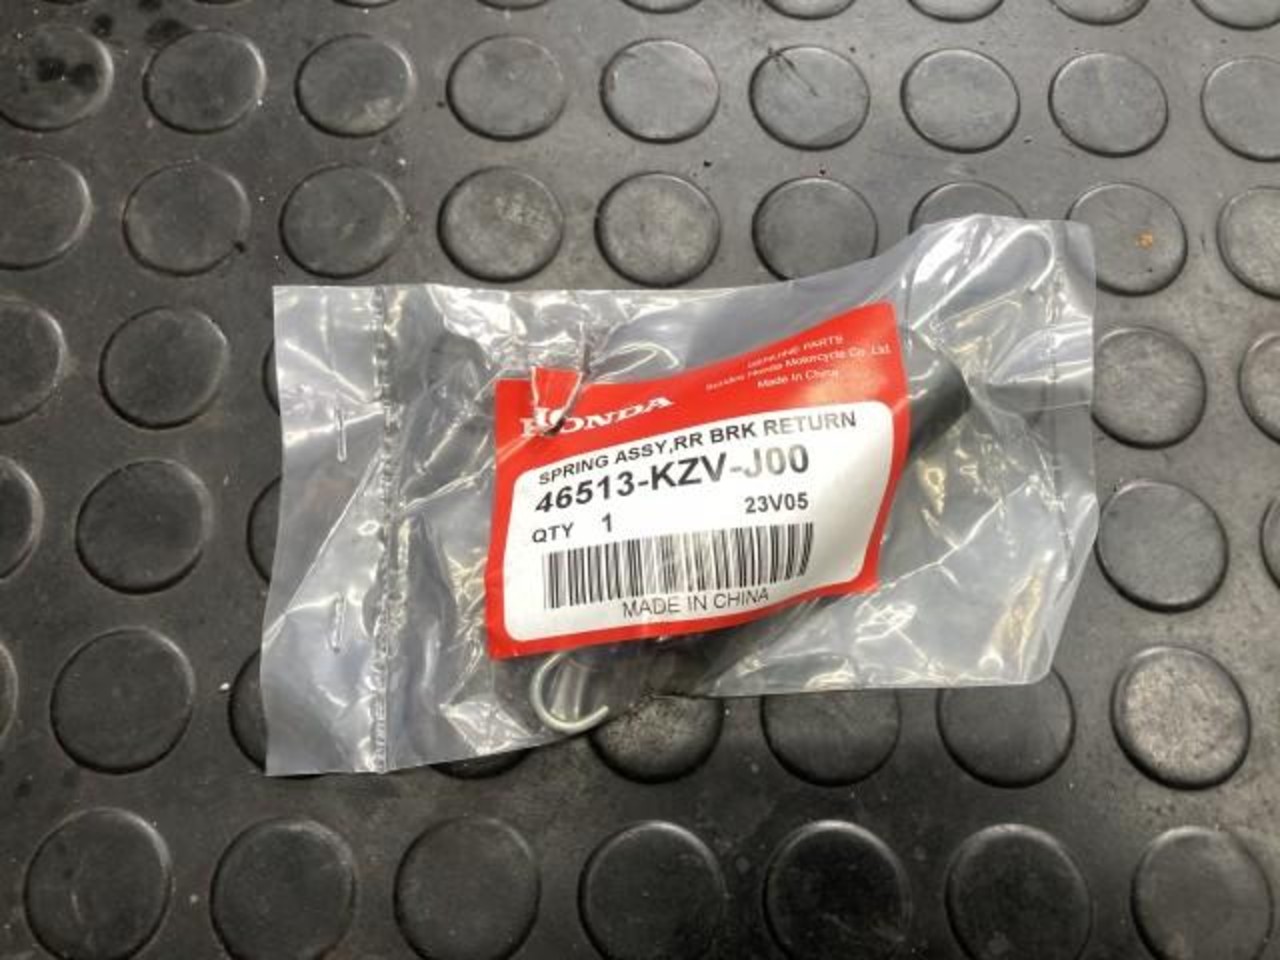 GENUINE PARTS
Sundiro Honda Motorcycle Co.,Ltd.
Made In China
HONDA
SPRING ASSY,RR BRK RETURN
46513-KZV-J00
QTY 1 23V05
MADE IN CHINA